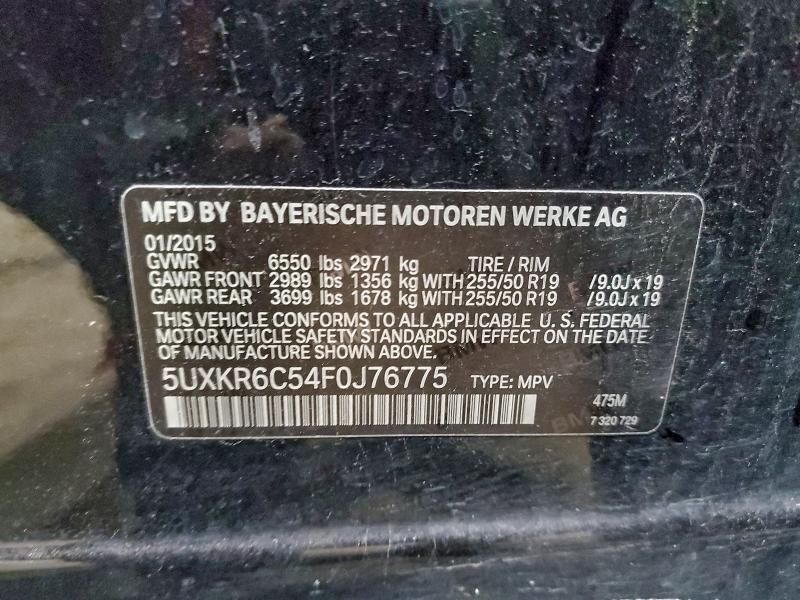 MFD BY BAYERISCHE MOTOREN WERKE AG
01/2015
GVWR 6550 lbs 2971 kg TIRE / RIM
GAWR FRONT 2989 lbs 1356 kg WITH 255/50 R19 / 9.0J x 19
GAWR REAR 3699 lbs 1678 kg WITH 255/50 R19 / 9.0J x 19
THIS VEHICLE CONFORMS TO ALL APPLICABLE U. S. FEDERAL
MOTOR VEHICLE SAFETY STANDARDS IN EFFECT ON THE DATE
OF MANUFACTURE SHOWN ABOVE.
5UXKR6C54F0J76775 TYPE: MPV
475M
7 320 729